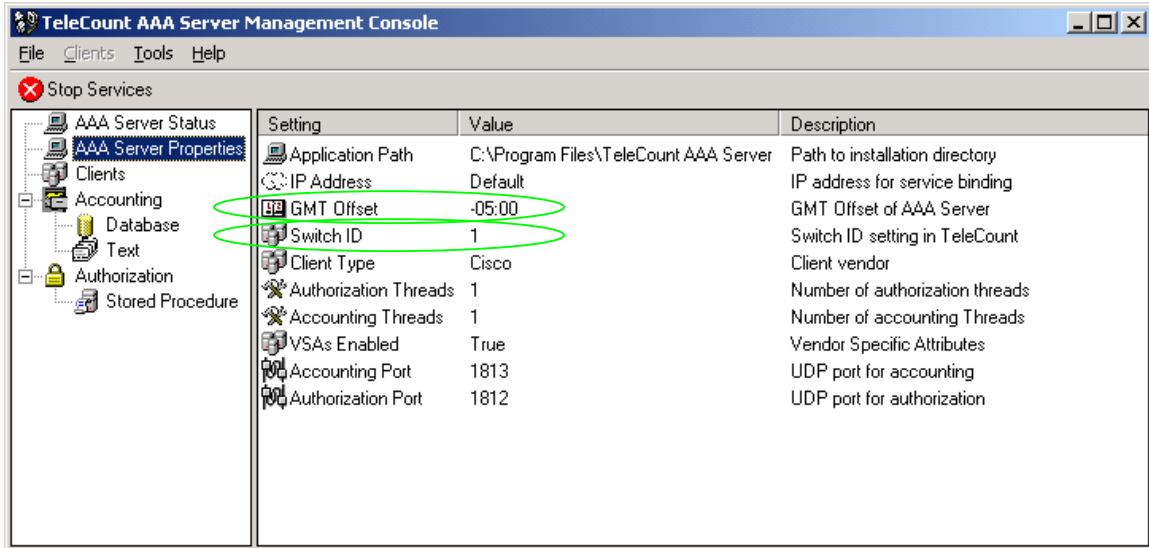 TeleCount AAA Server Management Console
File Clients Tools Help
Stop Services
AAA Server Status
AAA Server Properties
Clients
Accounting
Database
Text
Authorization
Stored Procedure
Setting Value Description
Application Path C:\Program Files\TeleCount AAA Server Path to installation directory
IP Address Default IP address for service binding
GMT Offset -05:00 GMT Offset of AAA Server
Switch ID 1 Switch ID setting in TeleCount
Client Type Cisco Client vendor
Authorization Threads 1 Number of authorization threads
Accounting Threads 1 Number of accounting Threads
VSAs Enabled True Vendor Specific Attributes
Accounting Port 1813 UDP port for accounting
Authorization Port 1812 UDP port for authorization